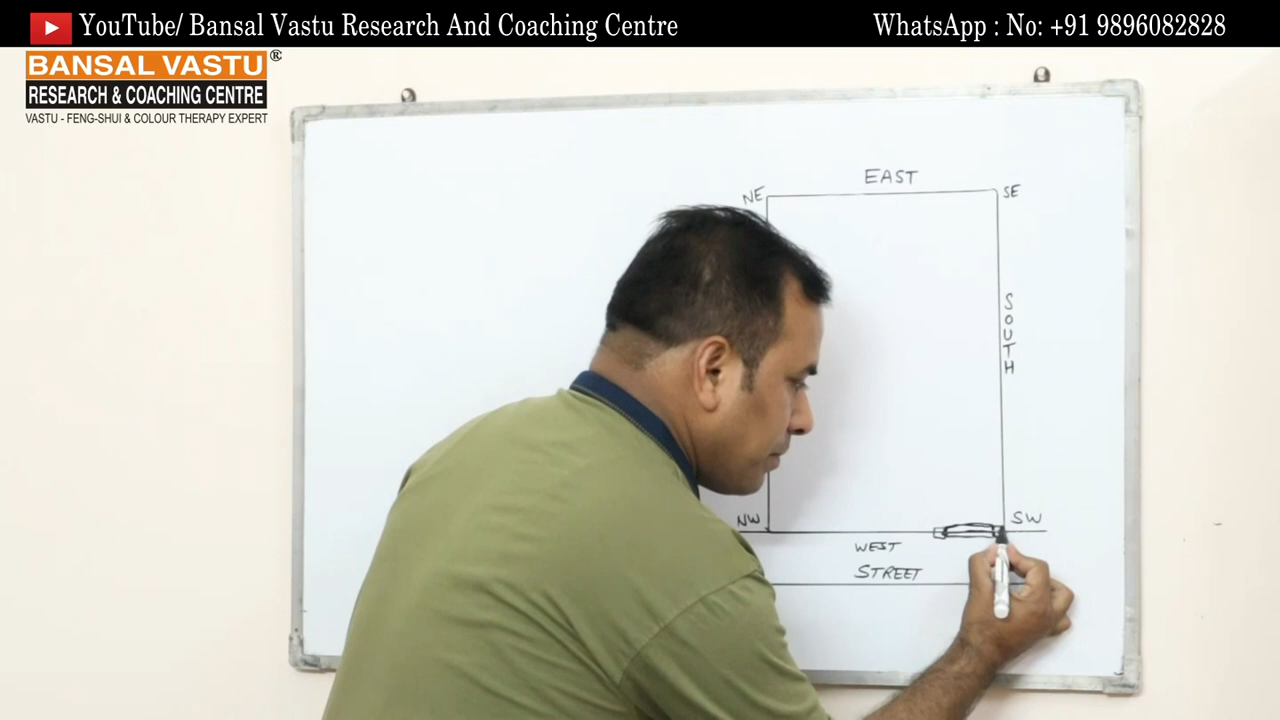 YouTube/ Bansal Vastu Research And Coaching Centre
WhatsApp : No: +91 9896082828
BANSAL VASTU ®
RESEARCH & COACHING CENTRE
VASTU - FENG-SHUI & COLOUR THERAPY EXPERT
EAST
NE
SE
SOUTH
NW
SW
WEST
STREET